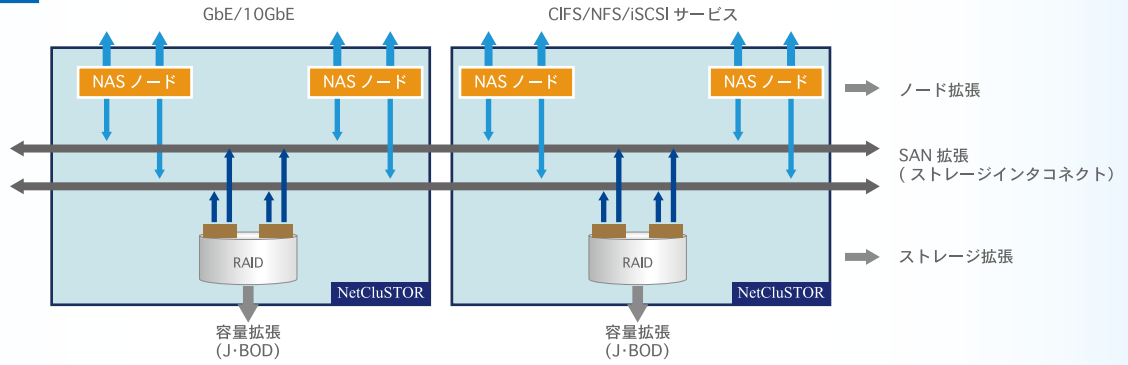 GbE/10GbE
CIFS/NFS/iSCSI サービス
NAS ノード
NAS ノード
NAS ノード
NAS ノード
ノード拡張
SAN 拡張
( ストレージインタコネクト）
RAID
RAID
ストレージ拡張
NetCluSTOR
NetCluSTOR
容量拡張
(J･BOD)
容量拡張
(J･BOD)